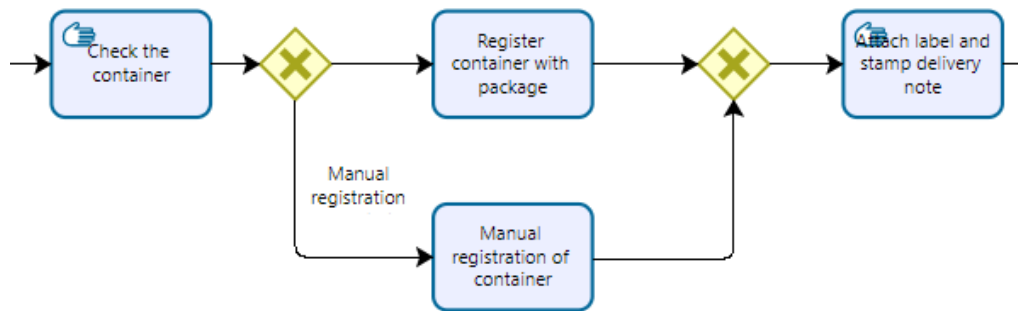 Check the
container
Register
container with
package
Attach label and
stamp delivery
note
Manual
registration
Manual
registration of
container